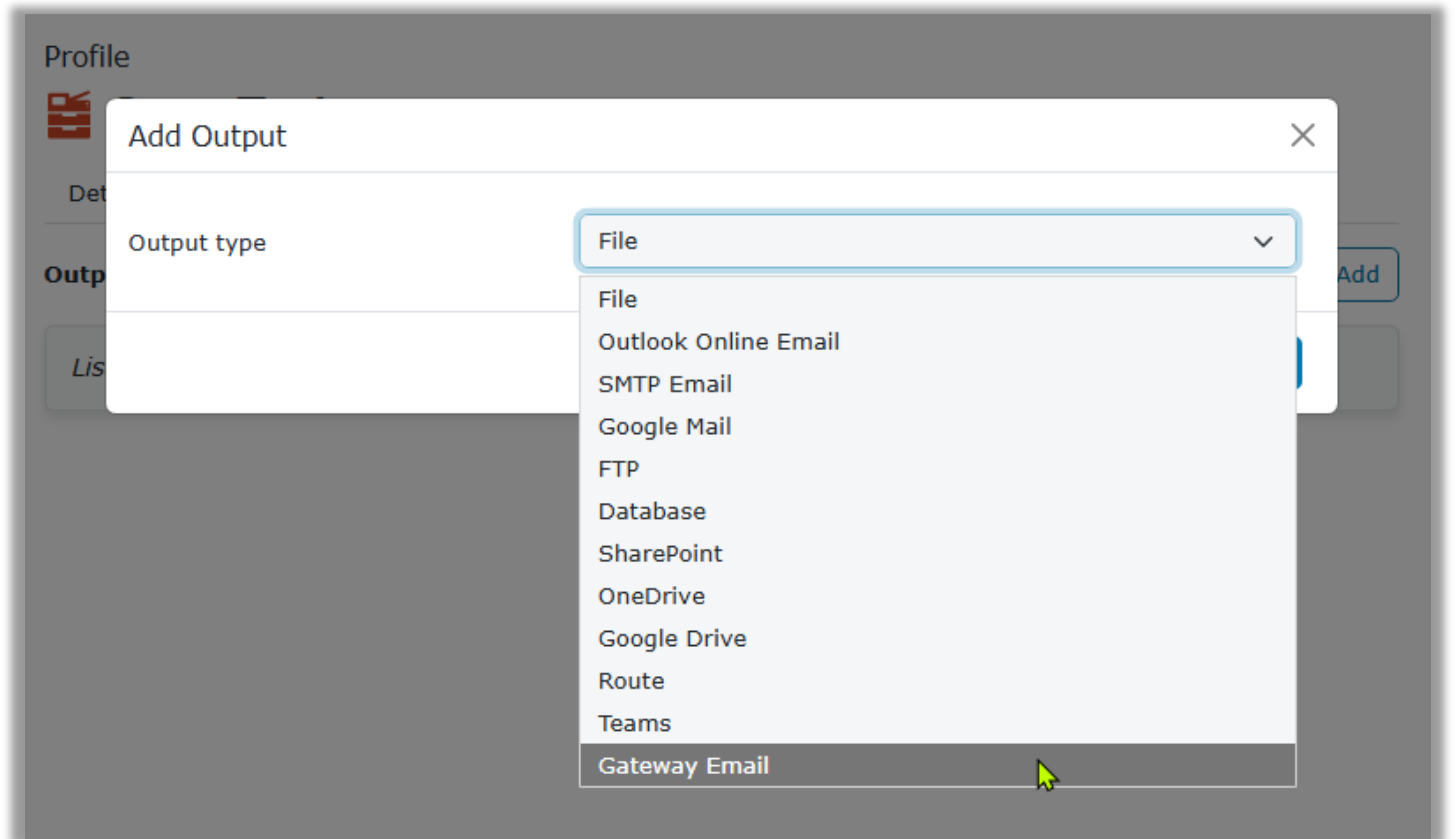 Profile
Add Output
Det
Output type
File
Outp
Add
File
Outlook Online Email
Lis
SMTP Email
Google Mail
FTP
Database
SharePoint
OneDrive
Google Drive
Route
Teams
Gateway Email